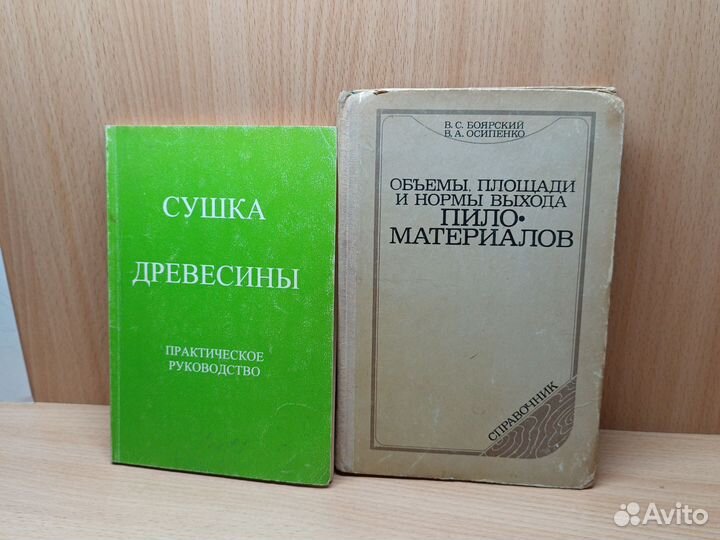 СУШКА
ДРЕВЕСИНЫ
ПРАКТИЧЕСКОЕ
РУКОВОДСТВО
В. С. БОЯРСКИЙ
В. А. ОСИПЕНКО
ОБЪЕМЫ, ПЛОЩАДИ
И НОРМЫ ВЫХОДА
ПИЛО•
МАТЕРИАЛОВ
СПРАВОЧНИК
Avito